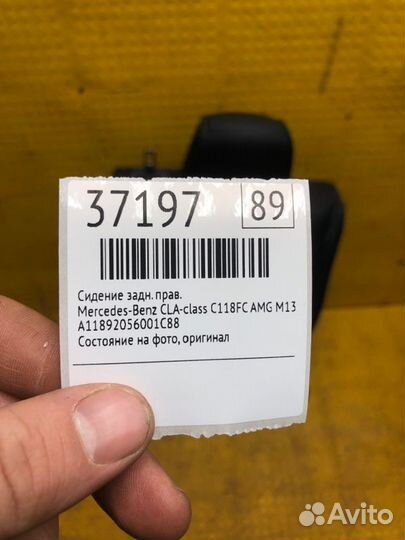 37197 89
Сидение задн. прав.
Mercedes-Benz CLA-class C118FC AMG M13
A11892056001C88
Состояние на фото, оригинал
Avito